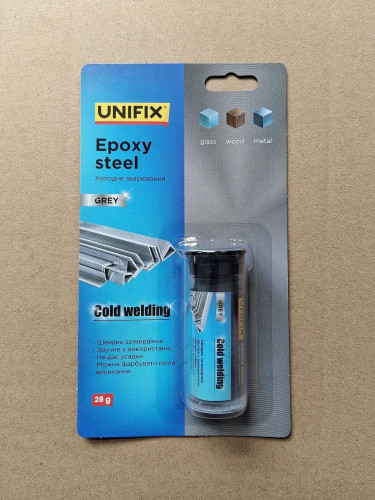 UNIFIX
glass wood metal
Epoxy
steel
Холодне зварювання
GREY
Cold welding
- Швидке затвердіння
- Зручне у використанні
- Не дає усадки
- Можна фарбувати після
висихання
28 g
GREY
Cold welding